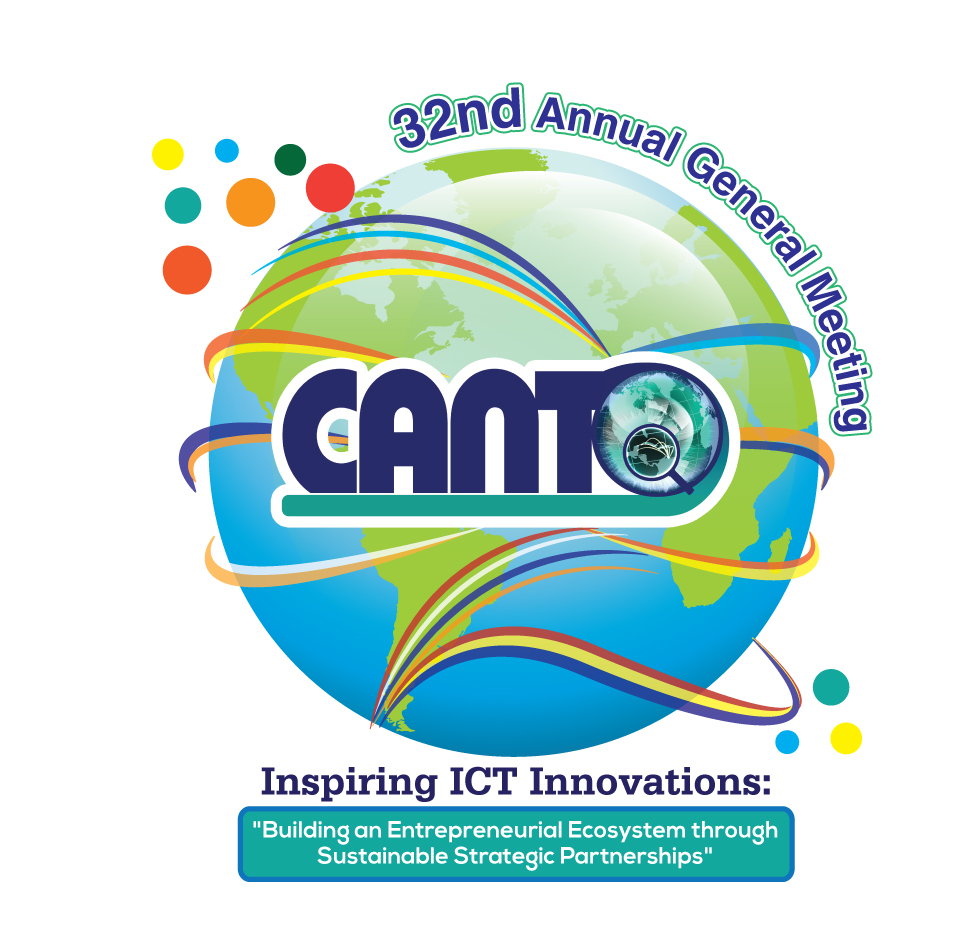 32nd Annual General Meeting
CANTO
Inspiring ICT Innovations:
"Building an Entrepreneurial Ecosystem through
Sustainable Strategic Partnerships"